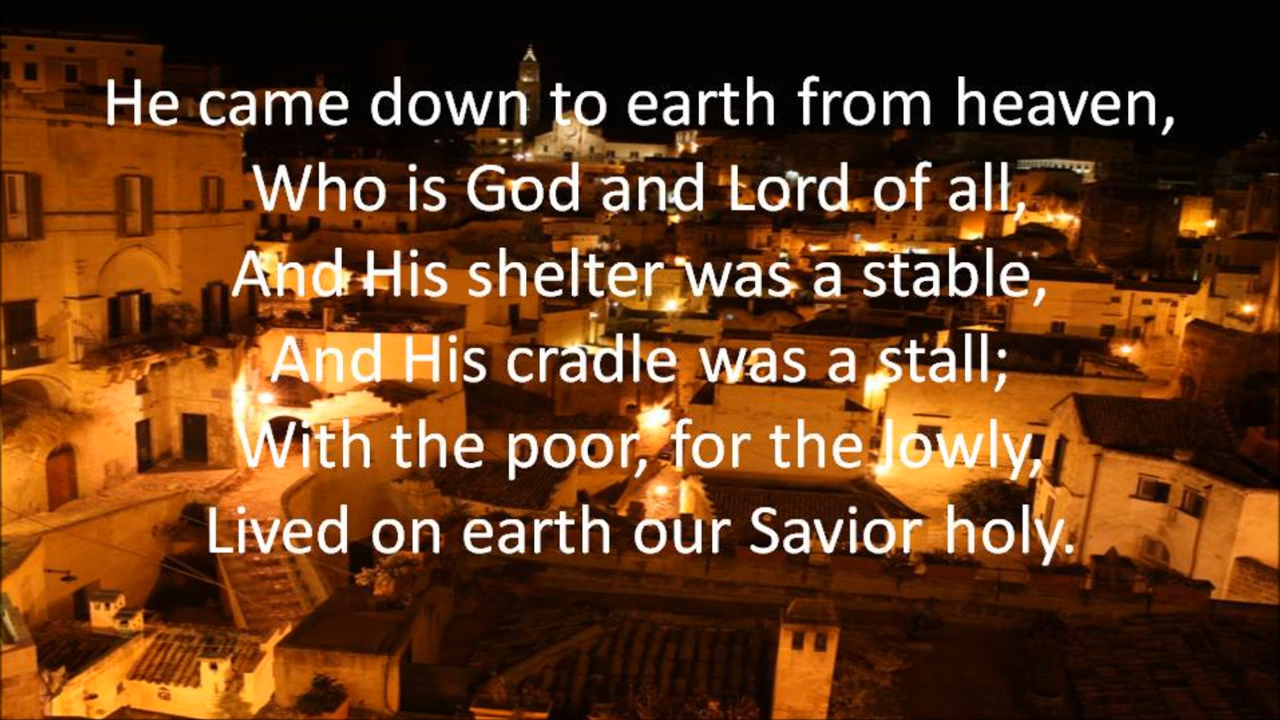 He came down to earth from heaven,
Who is God and Lord of all,
And His shelter was a stable,
And His cradle was a stall;
With the poor, for the lowly,
Lived on earth our Savior holy.